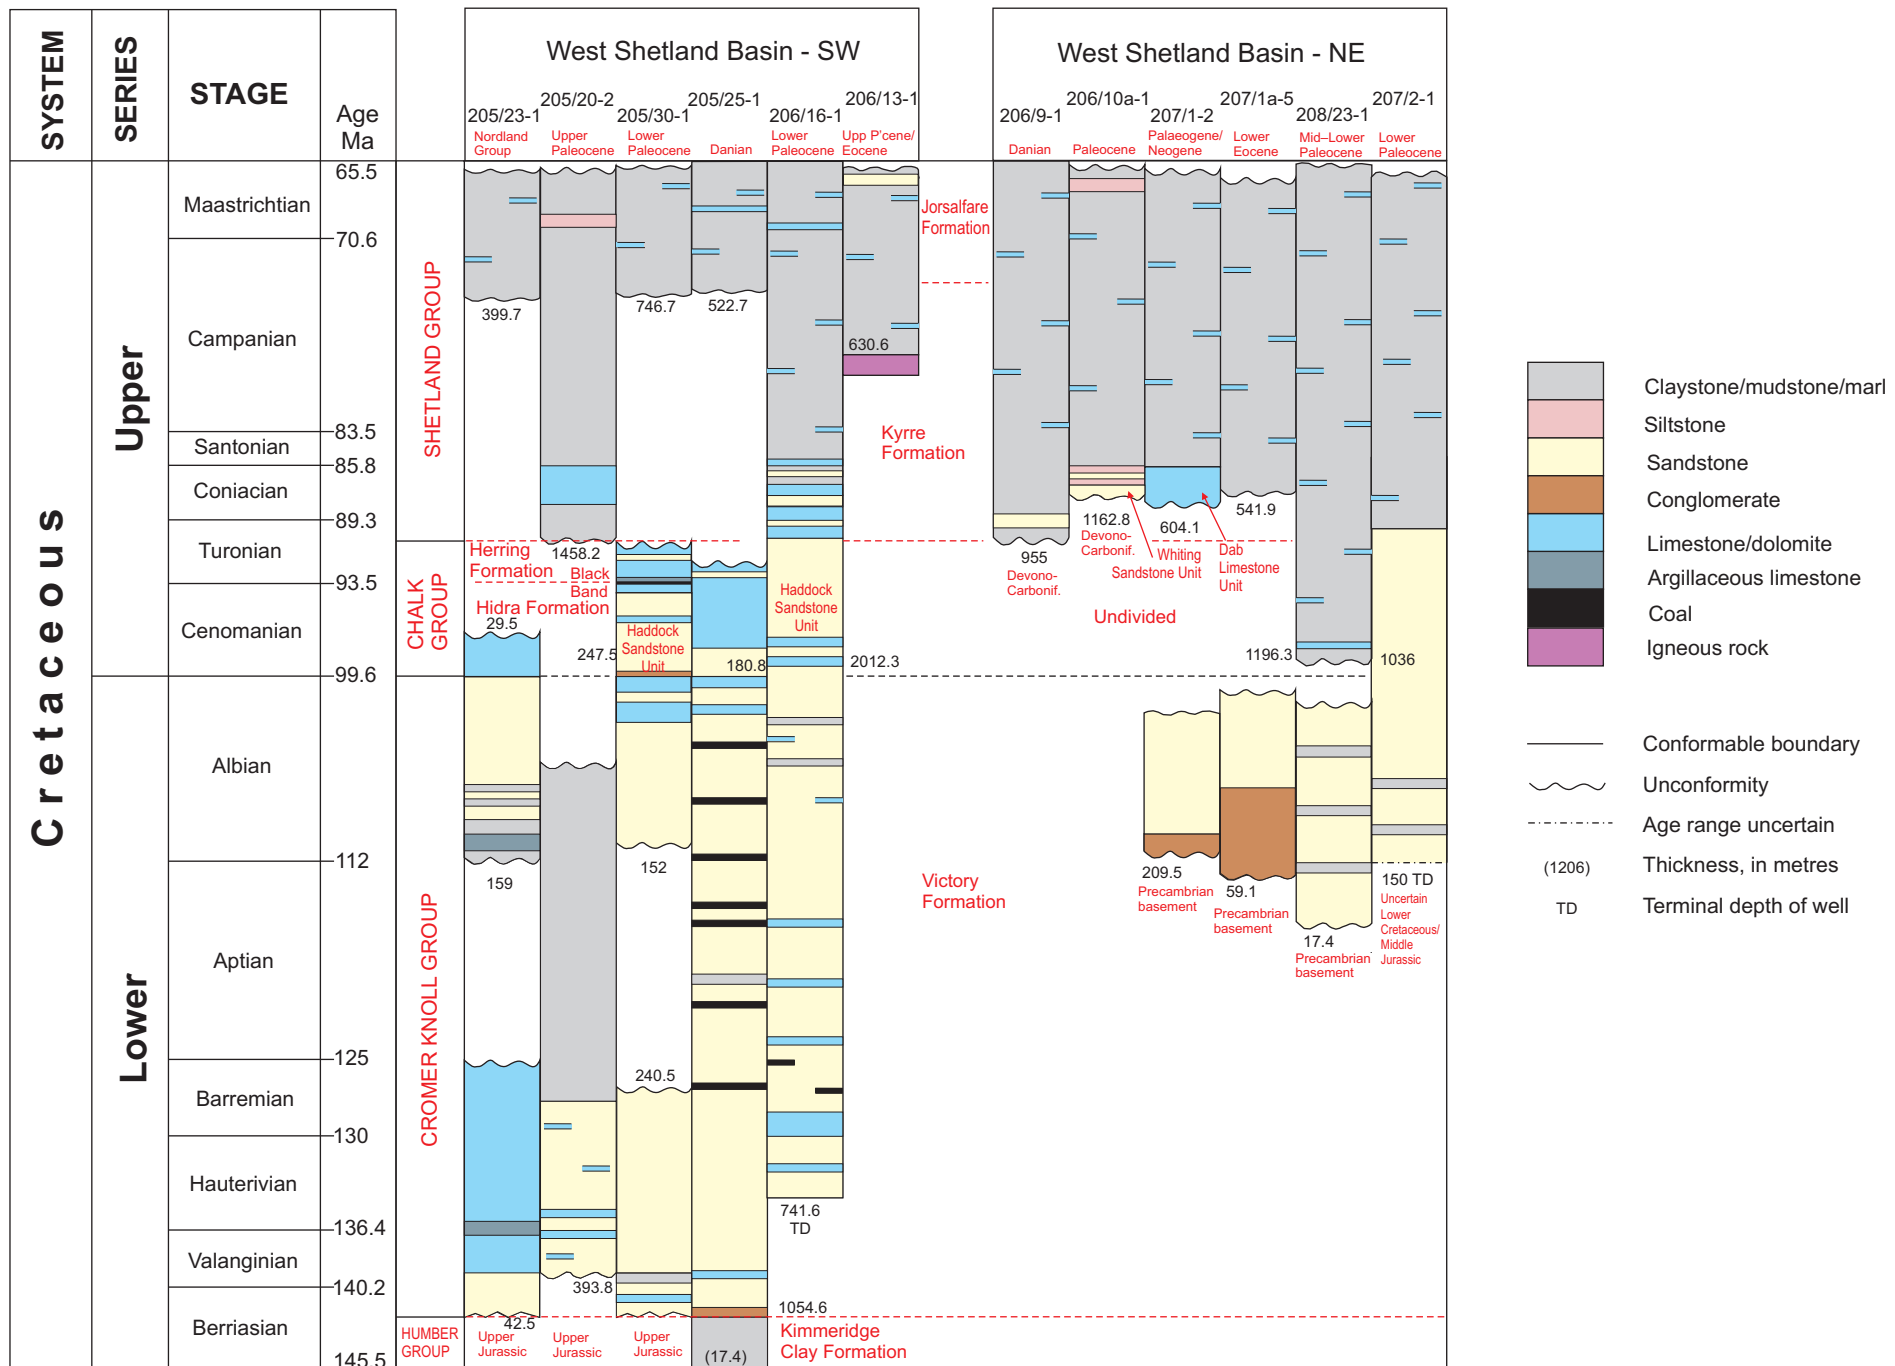 West Shetland Basin - SW
West Shetland Basin - NE
SYSTEM
SERIES
STAGE
Age
Ma
205/23-1
Nordland
Group
205/20-2
Upper
Paleocene
205/30-1
Lower
Paleocene
205/25-1
Danian
206/16-1
Lower
Paleocene
206/13-1
Upp P'cene/
Eocene
206/9-1
Danian
206/10a-1
Paleocene
207/1-2
Palaeogene/
Neogene
207/1a-5
Lower
Eocene
208/23-1
Mid–Lower
Paleocene
207/2-1
Lower
Paleocene
Cretaceous
Upper
Lower
Maastrichtian
Campanian
Santonian
Coniacian
Turonian
Cenomanian
Albian
Aptian
Barremian
Hauterivian
Valanginian
Berriasian
65.5
70.6
83.5
85.8
89.3
93.5
99.6
112
125
130
136.4
140.2
145.5
SHETLAND GROUP
CHALK
GROUP
CROMER KNOLL GROUP
HUMBER
GROUP
399.7
746.7
522.7
630.6
Jorsalfare
Formation
Kyrre
Formation
Herring
Formation
1458.2
Black
Band
Hidra Formation
29.5
247.5
Haddock
Sandstone
Unit
180.8
Haddock
Sandstone
Unit
2012.3
955
Devono-
Carbonif.
1162.8
Devono-
Carbonif.
Whiting
Sandstone Unit
604.1
Dab
Limestone
Unit
541.9
Undivided
1196.3
1036
159
152
Victory
Formation
209.5
Precambrian
basement
59.1
Precambrian
basement
17.4
Precambrian
basement
150 TD
Uncertain
Lower
Cretaceous/
Middle
Jurassic
240.5
741.6
TD
393.8
1054.6
42.5
Upper
Jurassic
Upper
Jurassic
Upper
Jurassic
(17.4)
Kimmeridge
Clay Formation
Claystone/mudstone/marl
Siltstone
Sandstone
Conglomerate
Limestone/dolomite
Argillaceous limestone
Coal
Igneous rock
Conformable boundary
Unconformity
Age range uncertain
(1206)
Thickness, in metres
TD
Terminal depth of well